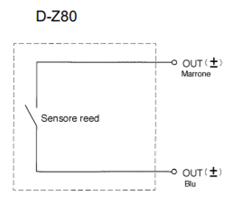 D-Z80
OUT (±)
Marrone
Sensore reed
OUT (±)
Blu